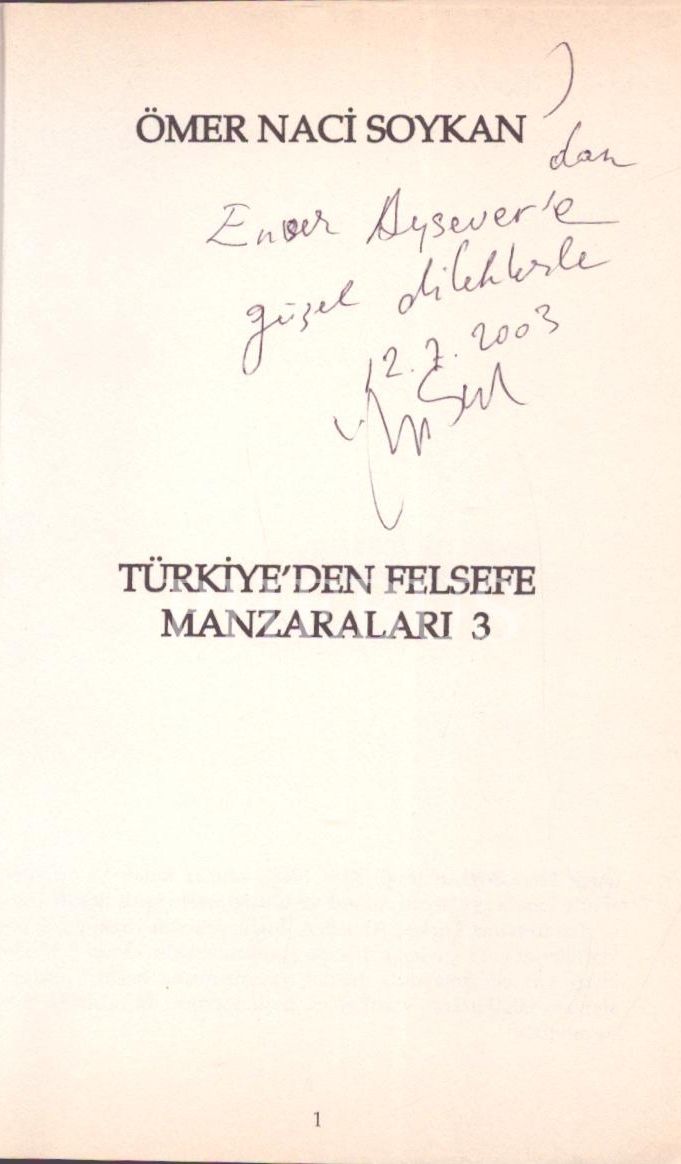 ÖMER NACİ SOYKAN
dan
Enver Aysever'e
güzel dileklerle
12.7.2003
TÜRKİYE'DEN FELSEFE
MANZARALARI 3
1